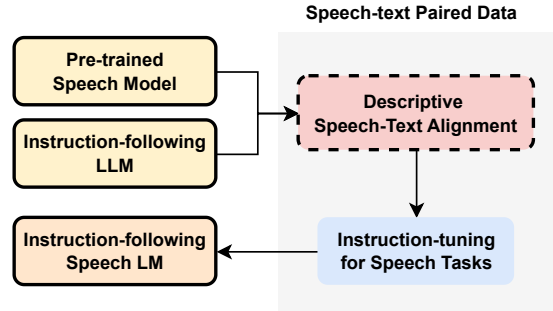 Speech-text Paired Data
Pre-trained
Speech Model
Instruction-following
LLM
Descriptive
Speech-Text Alignment
Instruction-tuning
for Speech Tasks
Instruction-following
Speech LM